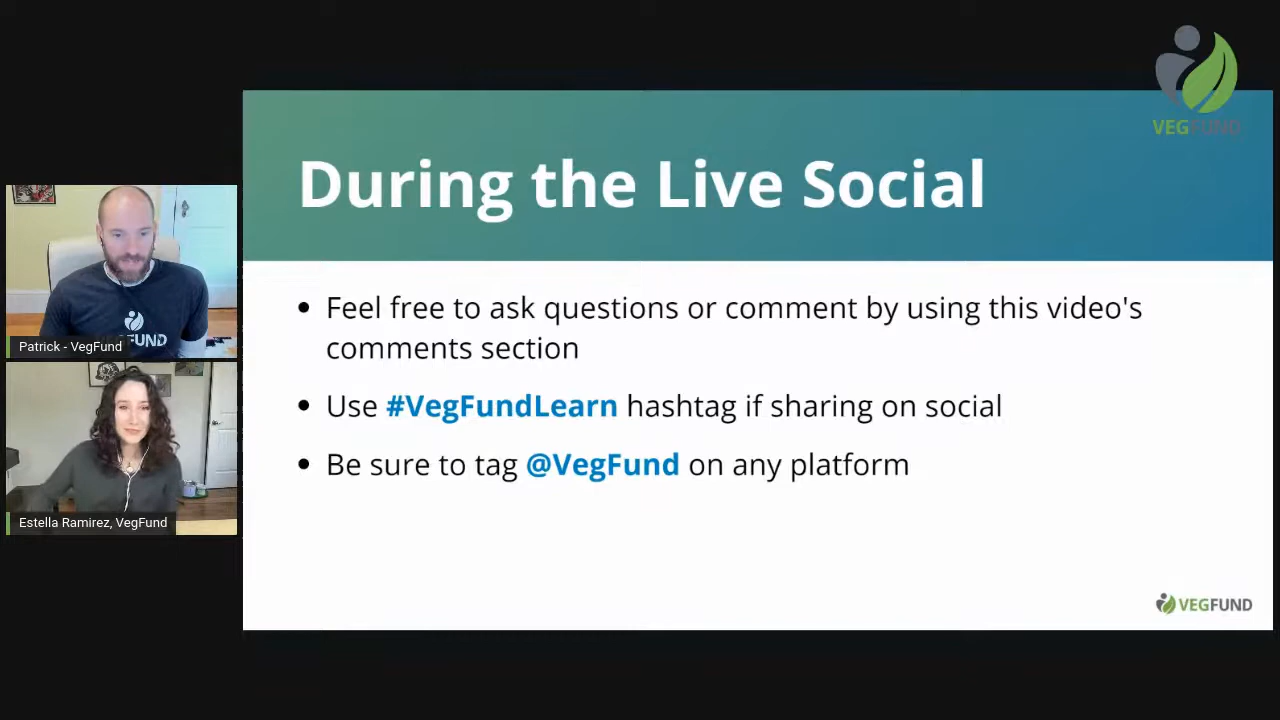 VEGFUND
During the Live Social
Feel free to ask questions or comment by using this video's
comments section
Use #VegFundLearn hashtag if sharing on social
Be sure to tag @VegFund on any platform
FUND
Patrick - VegFund
Estella Ramirez, VegFund
VEGFUND